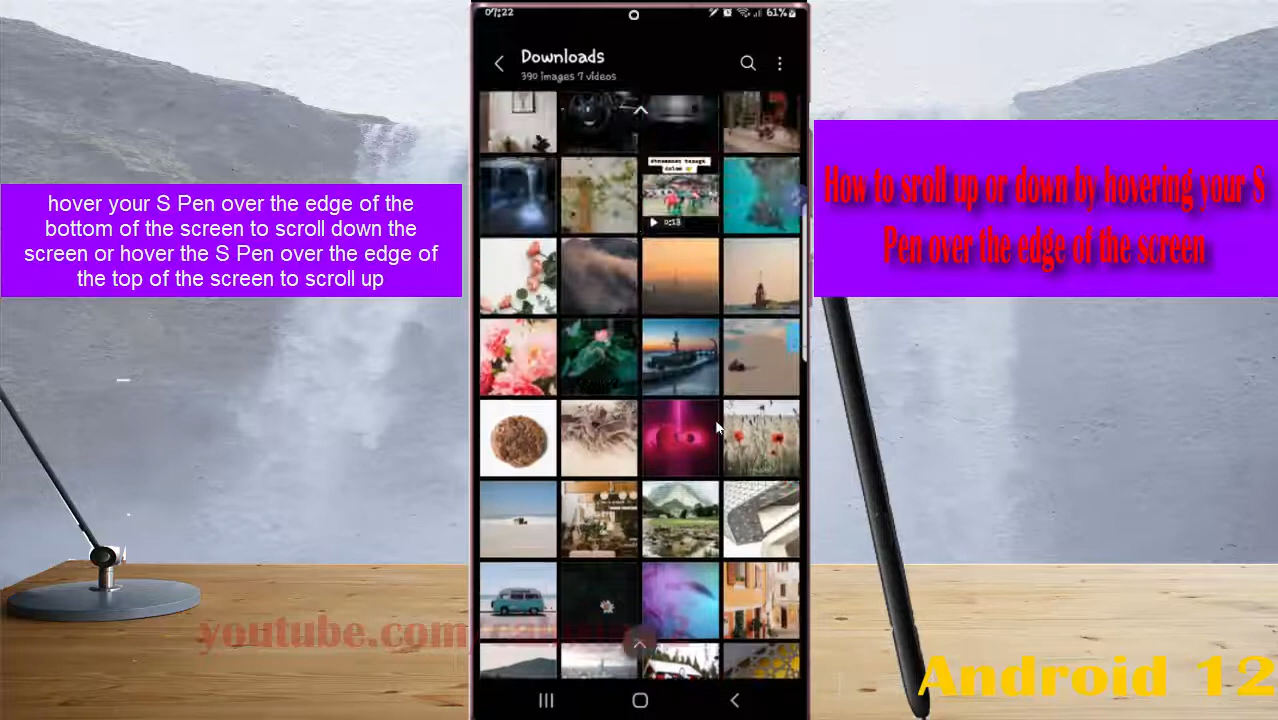 07:22
61%
Downloads
390 images 7 videos
0:13
hover your S Pen over the edge of the
bottom of the screen to scroll down the
screen or hover the S Pen over the edge of
the top of the screen to scroll up
How to sroll up or down by hovering your S
Pen over the edge of the screen
youtube.com
Android 12